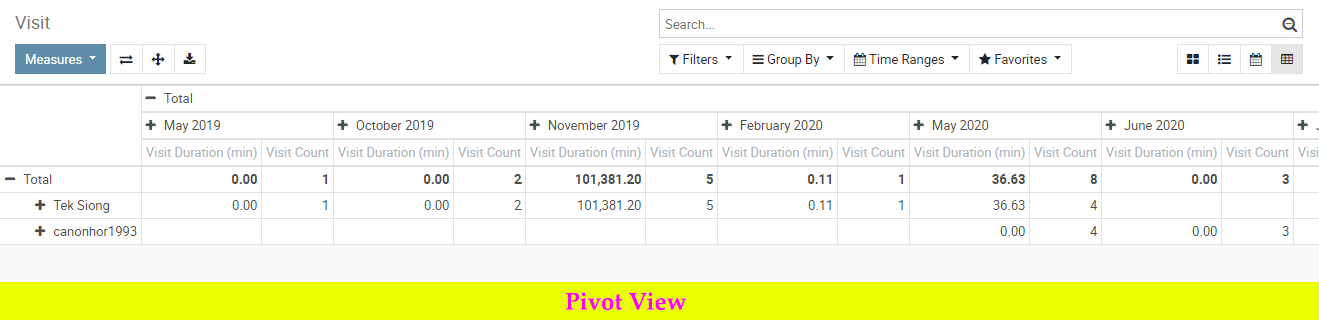 Visit
Search...
Measures
Filters Group By Time Ranges Favorites
Total
May 2019 October 2019 November 2019 February 2020 May 2020 June 2020 J
Visit Duration (min) Visit Count Visit Duration (min) Visit Count Visit Duration (min) Visit Count Visit Duration (min) Visit Count Visit Duration (min) Visit Count Visit Duration (min) Visit Count Visi
Total 0.00 1 0.00 2 101,381.20 5 0.11 1 36.63 8 0.00 3
Tek Siong 0.00 1 0.00 2 101,381.20 5 0.11 1 36.63 4
canonhor1993 0.00 4 0.00 3
Pivot View